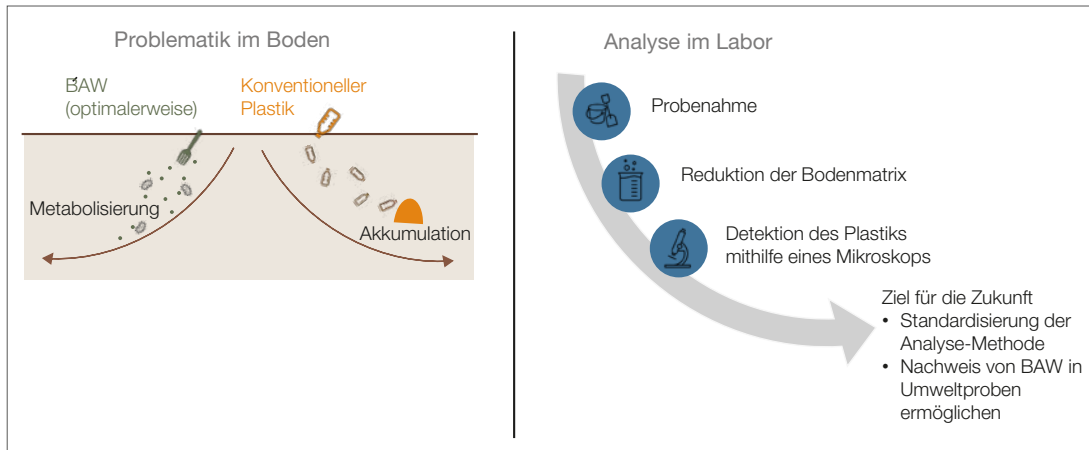 Problematik im Boden
BAW
(optimalerweise)
Konventioneller
Plastik
Metabolisierung
Akkumulation
Analyse im Labor
Probenahme
Reduktion der Bodenmatrix
Detektion des Plastiks
mithilfe eines Mikroskops
Ziel für die Zukunft
• Standardisierung der
Analyse-Methode
• Nachweis von BAW in
Umweltproben
ermöglichen